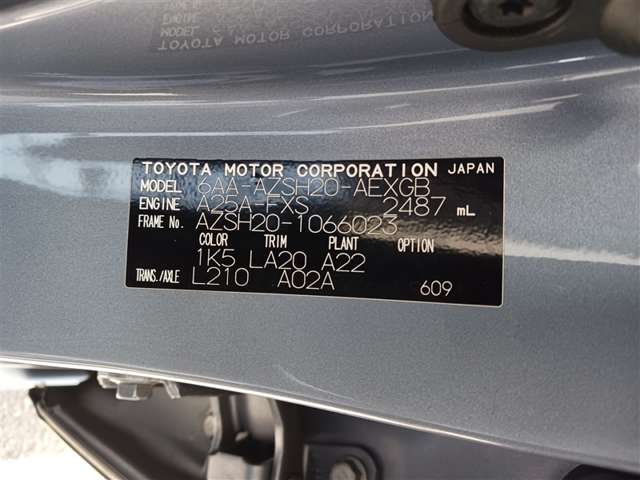 TOYOTA MOTOR CORPORATION JAPAN
MODEL 6AA-AZSH20-AEXGB
ENGINE A25A-FXS 2487 mL
FRAME No. AZSH20-1066023
COLOR TRIM PLANT OPTION
1K5 LA20 A22
TRANS./AXLE L210 A02A
609